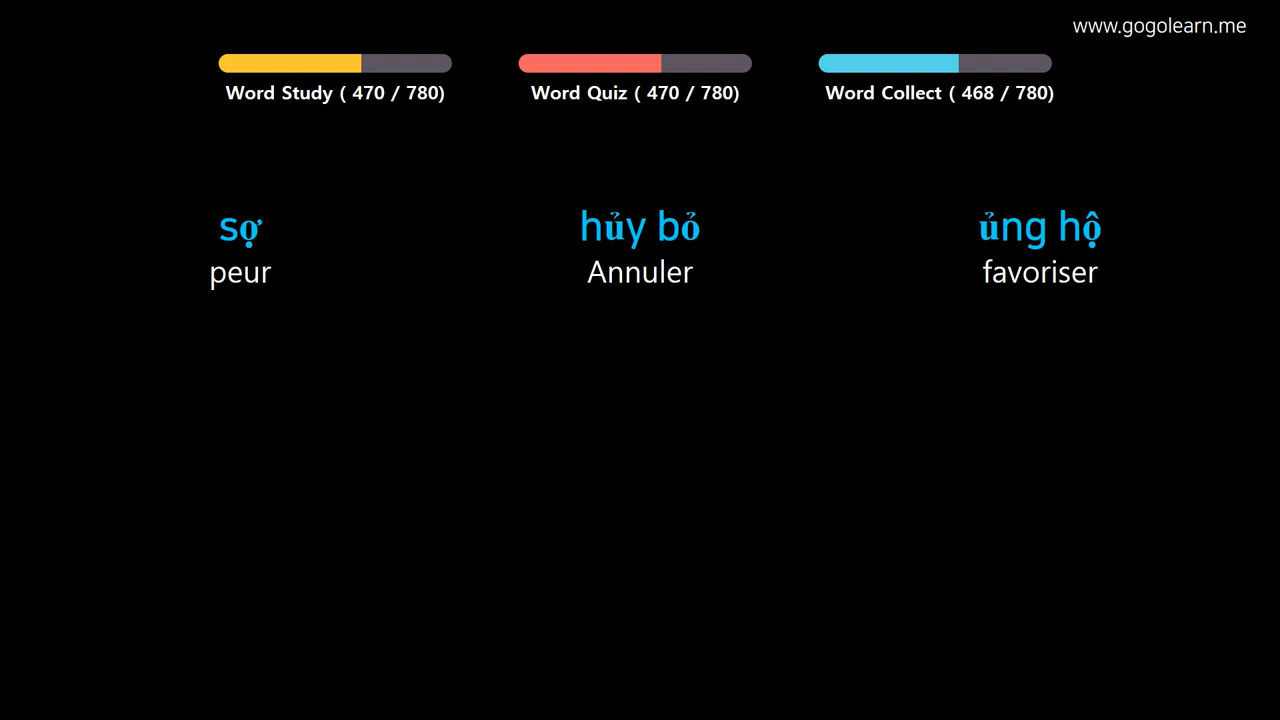 www.gogolearn.me
Word Study ( 470 / 780)
Word Quiz ( 470 / 780)
Word Collect ( 468 / 780)
sợ
peur
hủy bỏ
Annuler
ủng hộ
favoriser